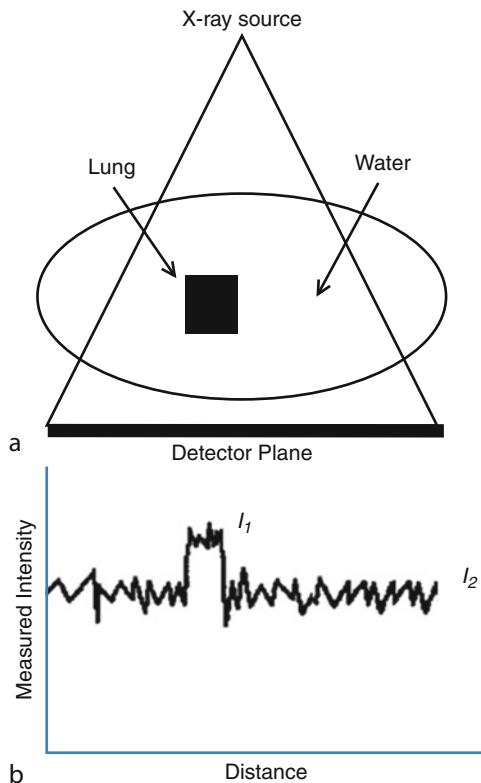 X-ray source
Lung
Water
a
Detector Plane
I1
I2
Measured Intensity
b
Distance